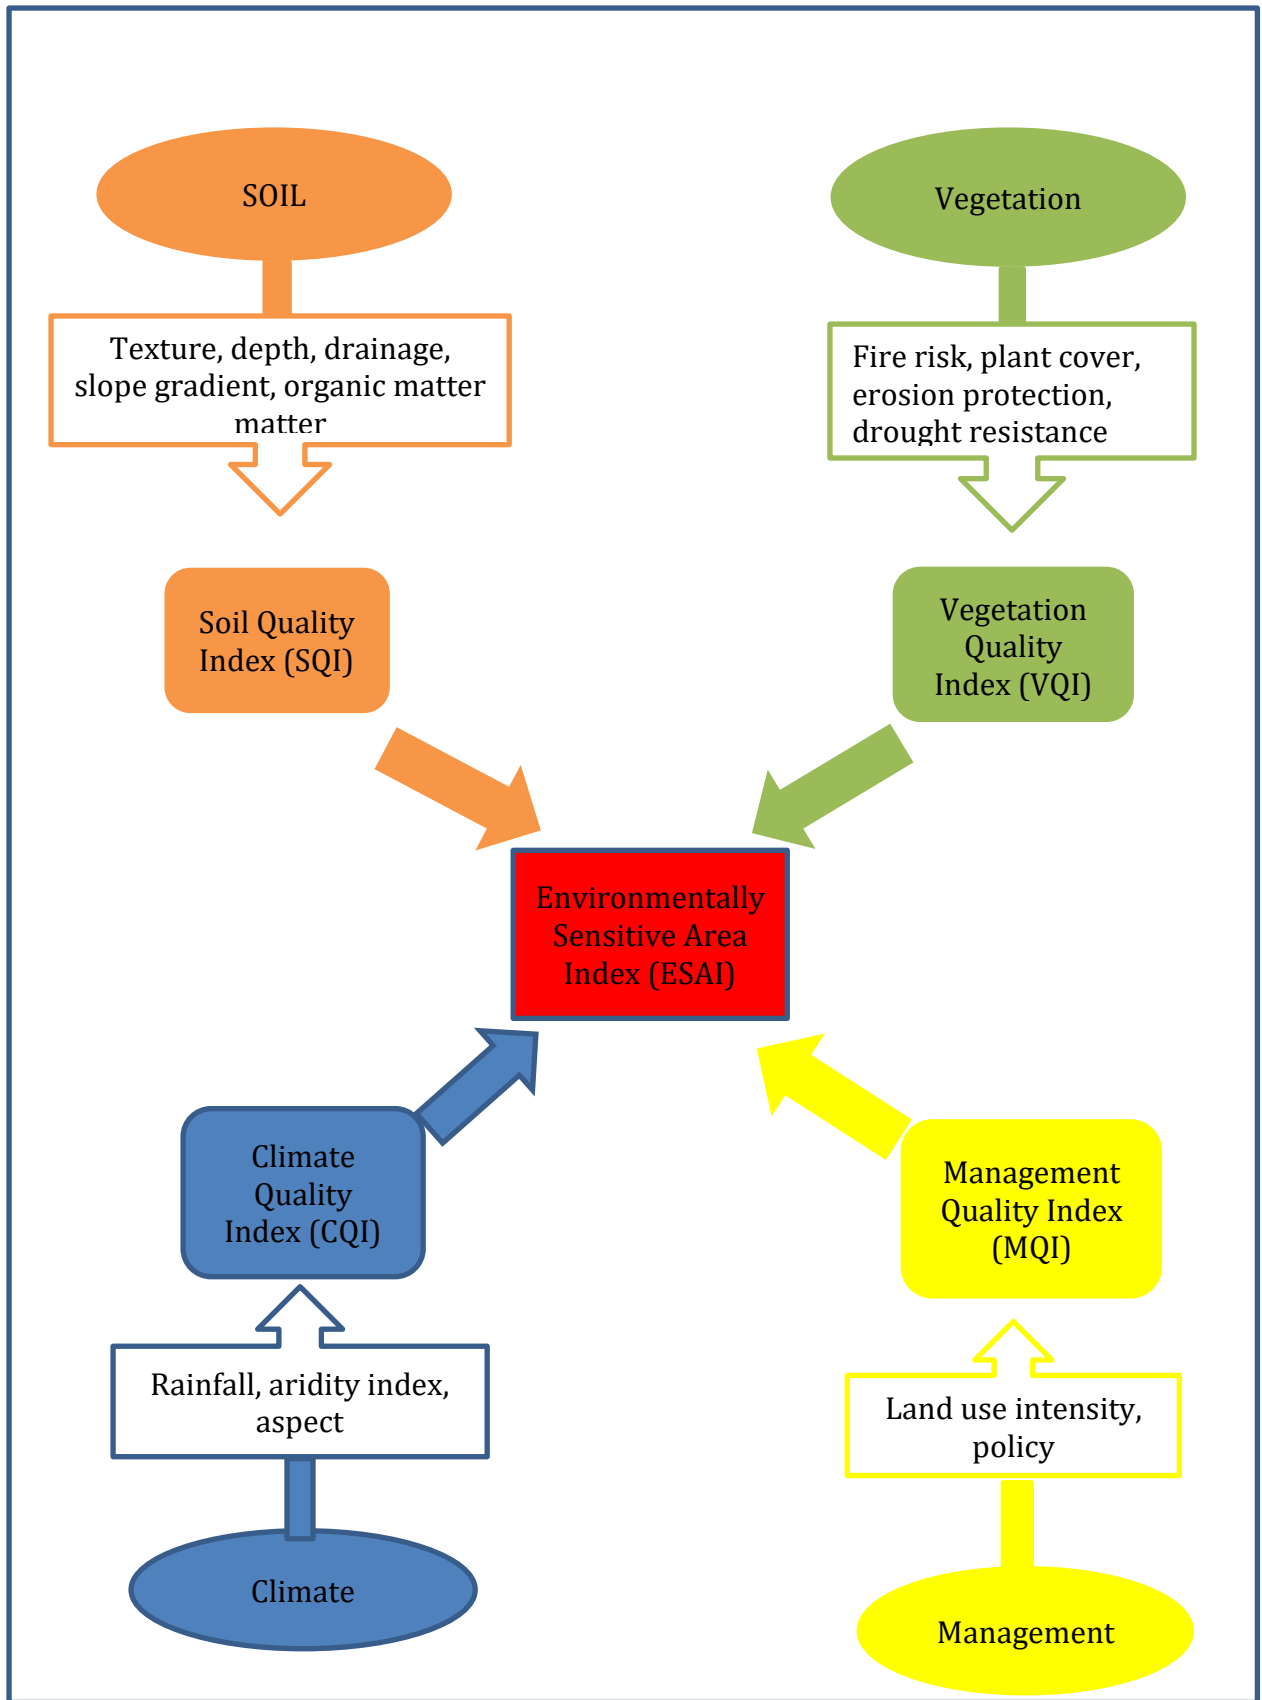 SOIL
Texture, depth, drainage,
slope gradient, organic matter
matter
Soil Quality
Index (SQI)
Vegetation
Fire risk, plant cover,
erosion protection,
drought resistance
Vegetation
Quality
Index (VQI)
Environmentally
Sensitive Area
Index (ESAI)
Climate
Quality
Index (CQI)
Rainfall, aridity index,
aspect
Climate
Management
Quality Index
(MQI)
Land use intensity,
policy
Management